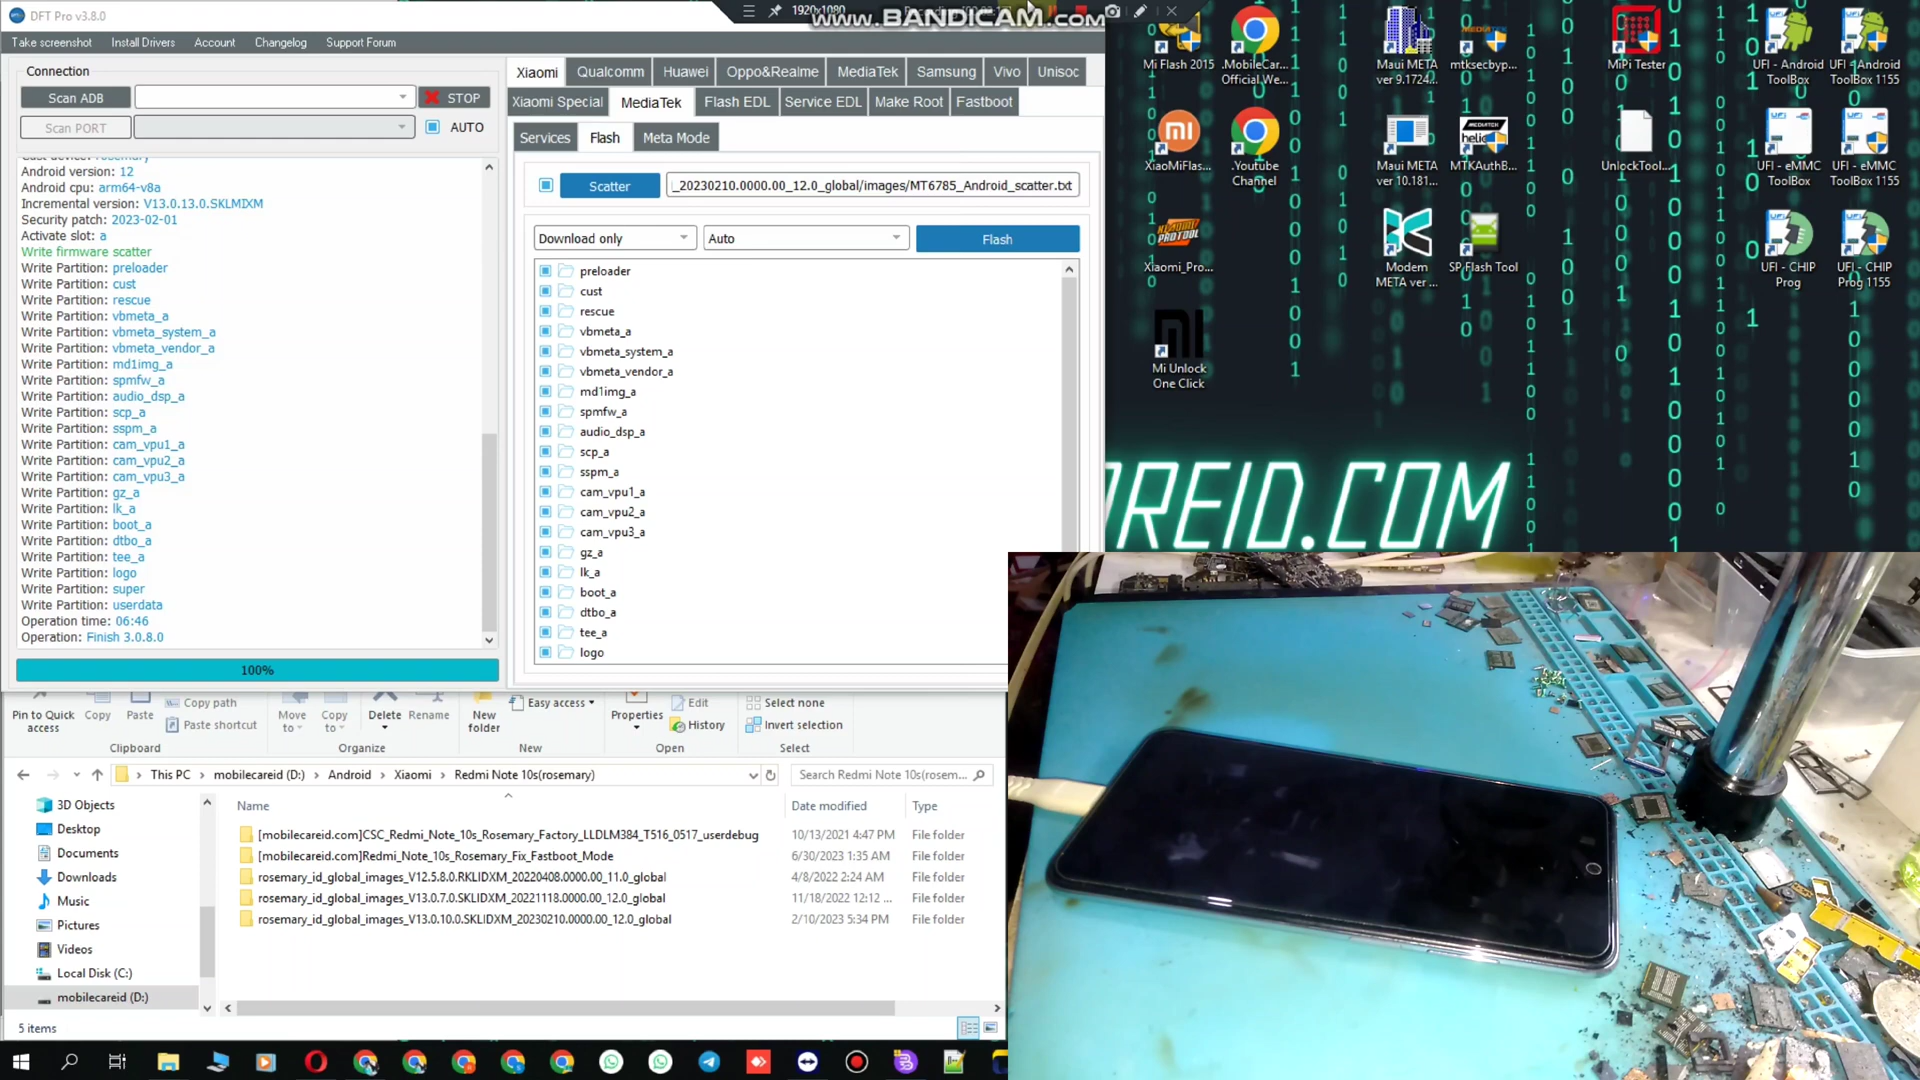 DFT Pro v3.8.0
1920x1080
www.BANDICAM.com
Take screenshot Install Drivers Account Changelog Support Forum
Connection
Scan ADB
STOP
Scan PORT
AUTO
Android version: 12
Android cpu: arm64-v8a
Incremental version: V13.0.13.0.SKLMIXM
Security patch: 2023-02-01
Activate slot: a
Write firmware scatter
Write Partition: preloader
Write Partition: cust
Write Partition: rescue
Write Partition: vbmeta_a
Write Partition: vbmeta_system_a
Write Partition: vbmeta_vendor_a
Write Partition: md1img_a
Write Partition: spmfw_a
Write Partition: audio_dsp_a
Write Partition: scp_a
Write Partition: sspm_a
Write Partition: cam_vpu1_a
Write Partition: cam_vpu2_a
Write Partition: cam_vpu3_a
Write Partition: gz_a
Write Partition: lk_a
Write Partition: boot_a
Write Partition: dtbo_a
Write Partition: tee_a
Write Partition: logo
Write Partition: super
Write Partition: userdata
Operation time: 06:46
Operation: Finish 3.0.8.0
100%
Xiaomi Qualcomm Huawei Oppo&Realme MediaTek Samsung Vivo Unisoc
Xiaomi Special MediaTek Flash EDL Service EDL Make Root Fastboot
Services Flash Meta Mode
Scatter
_20230210.0000.00_12.0_global/images/MT6785_Android_scatter.txt
Download only
Auto
Flash
preloader
cust
rescue
vbmeta_a
vbmeta_system_a
vbmeta_vendor_a
md1img_a
spmfw_a
audio_dsp_a
scp_a
sspm_a
cam_vpu1_a
cam_vpu2_a
cam_vpu3_a
gz_a
lk_a
boot_a
dtbo_a
tee_a
logo
Mi Flash 2015
.MobileCar...
Official We...
Maui META
ver 9.1724...
mtksecbyp...
MiPi Tester
UFI - Android
ToolBox
UFI - Android
ToolBox 1155
XiaoMiFlas...
.Youtube
Channel
Maui META
ver 10.181...
MEDIATEK
helio
MTKAuthB...
UnlockTool...
UFI - eMMC
ToolBox
UFI - eMMC
ToolBox 1155
XIAOMI
PROTOOL
Xiaomi_Pro...
Modem
META ver ...
SP Flash Tool
UFI - CHIP
Prog
UFI - CHIP
Prog 1155
Mi Unlock
One Click
REID.COM
Pin to Quick
access
Copy
Paste
Copy path
Paste shortcut
Move
to
Copy
to
Delete
Rename
New
folder
Easy access
Properties
Edit
History
Select none
Invert selection
Clipboard Organize New Open Select
This PC > mobilecareid (D:) > Android > Xiaomi > Redmi Note 10s(rosemary)
Search Redmi Note 10s(rosem...
3D Objects
Desktop
Documents
Downloads
Music
Pictures
Videos
Local Disk (C:)
mobilecareid (D:)
Name Date modified Type
[mobilecareid.com]CSC_Redmi_Note_10s_Rosemary_Factory_LLDLM384_T516_0517_userdebug 10/13/2021 4:47 PM File folder
[mobilecareid.com]Redmi_Note_10s_Rosemary_Fix_Fastboot_Mode 6/30/2023 1:35 AM File folder
rosemary_id_global_images_V12.5.8.0.RKLIDXM_20220408.0000.00_11.0_global 4/8/2022 2:24 AM File folder
rosemary_id_global_images_V13.0.7.0.SKLIDXM_20221118.0000.00_12.0_global 11/18/2022 12:12 ... File folder
rosemary_id_global_images_V13.0.10.0.SKLIDXM_20230210.0000.00_12.0_global 2/10/2023 5:34 PM File folder
5 items